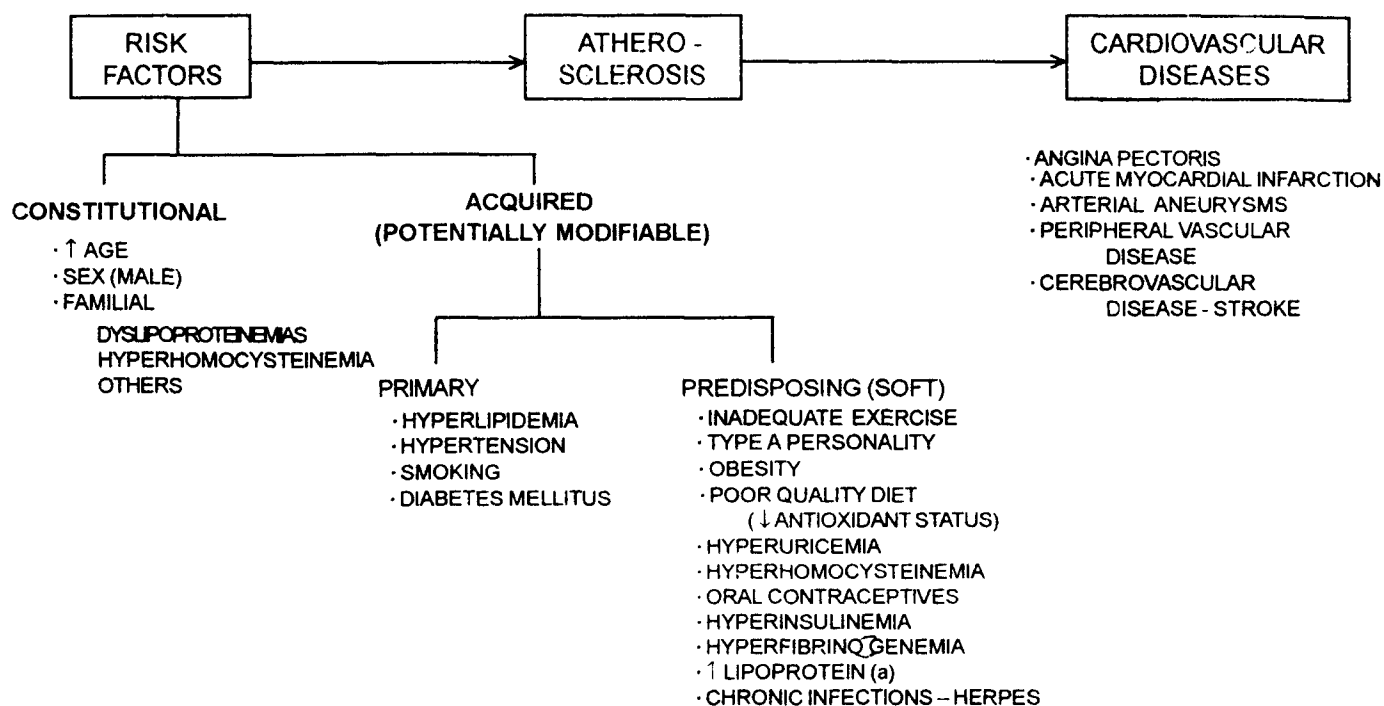 RISK
FACTORS
ATHERO -
SCLEROSIS
CARDIOVASCULAR
DISEASES
CONSTITUTIONAL
· ↑ AGE
· SEX (MALE)
· FAMILIAL
DYSLIPOPROTEINEMIAS
HYPERHOMOCYSTEINEMIA
OTHERS
ACQUIRED
(POTENTIALLY MODIFIABLE)
PRIMARY
· HYPERLIPIDEMIA
· HYPERTENSION
· SMOKING
· DIABETES MELLITUS
PREDISPOSING (SOFT)
· INADEQUATE EXERCISE
· TYPE A PERSONALITY
· OBESITY
· POOR QUALITY DIET
(↓ ANTIOXIDANT STATUS)
· HYPERURICEMIA
· HYPERHOMOCYSTEINEMIA
· ORAL CONTRACEPTIVES
· HYPERINSULINEMIA
· HYPERFIBRINOGENEMIA
· ↑ LIPOPROTEIN (a)
· CHRONIC INFECTIONS – HERPES
· ANGINA PECTORIS
· ACUTE MYOCARDIAL INFARCTION
· ARTERIAL ANEURYSMS
· PERIPHERAL VASCULAR
DISEASE
· CEREBROVASCULAR
DISEASE - STROKE